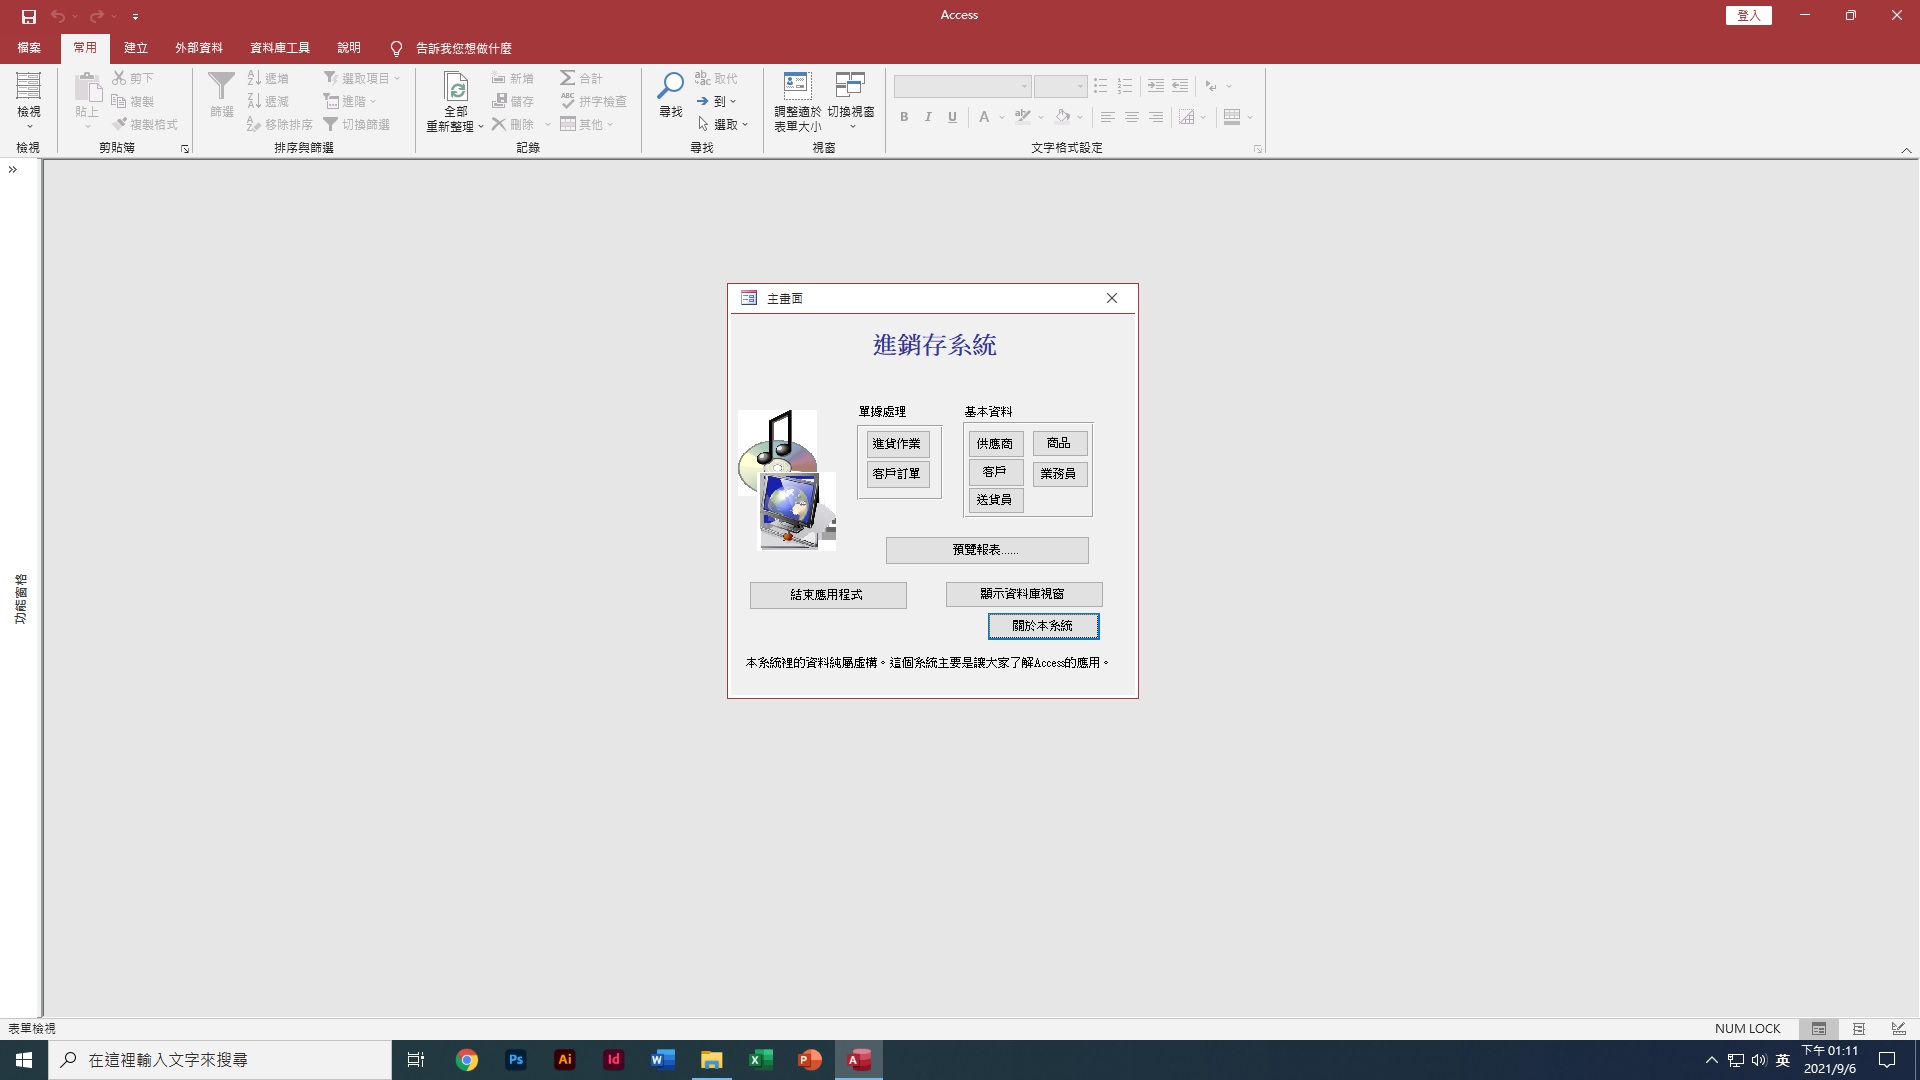 Access
登入
檔案 常用 建立 外部資料 資料庫工具 說明 告訴我您想做什麼
檢視
檢視
貼上
剪下
複製
複製格式
剪貼簿
篩選
遞增
遞減
移除排序
選取項目
進階
切換篩選
排序與篩選
全部
重新整理
新增
儲存
刪除
合計
拼字檢查
其他
記錄
尋找
取代
到
選取
尋找
調整適於
表單大小
切換視窗
視窗
B I U A
文字格式設定
功能窗格
主畫面
進銷存系統
單據處理
進貨作業
客戶訂單
基本資料
供應商 商品
客戶 業務員
送貨員
預覽報表......
結束應用程式 顯示資料庫視窗
關於本系統
本系統裡的資料純屬虛構。這個系統主要是讓大家了解Access的應用。
表單檢視
NUM LOCK
在這裡輸入文字來搜尋
Ps
Ai
Id
英
下午 01:11
2021/9/6